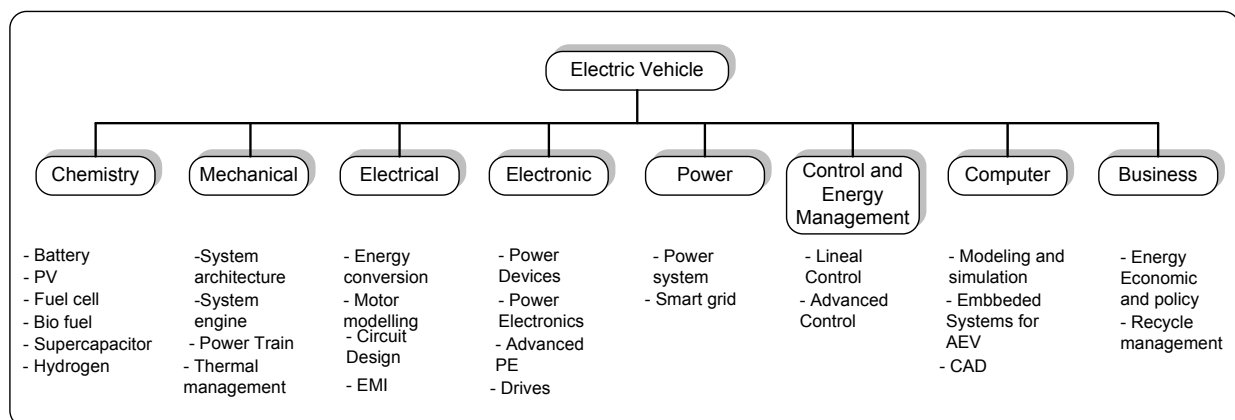 Electric Vehicle
Chemistry
Mechanical
Electrical
Electronic
Power
Control and
Energy
Management
Computer
Business
- Battery
- PV
- Fuel cell
- Bio fuel
- Supercapacitor
- Hydrogen
-System
architecture
-System
engine
- Power Train
- Thermal
management
- Energy
conversion
- Motor
modelling
- Circuit
Design
- EMI
- Power
Devices
- Power
Electronics
- Advanced
PE
- Drives
- Power
system
- Smart grid
- Lineal
Control
- Advanced
Control
- Modeling and
simulation
- Embbeded
Systems for
AEV
- CAD
- Energy
Economic
and policy
- Recycle
management